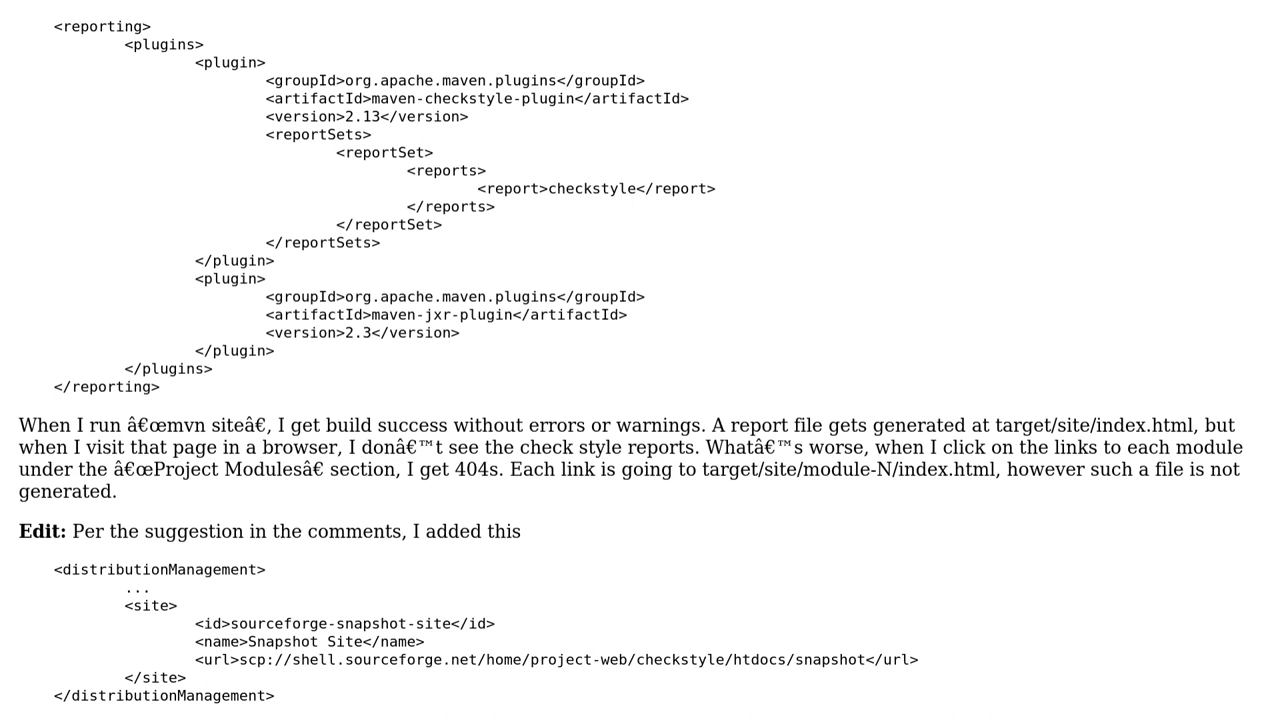 <reporting>
<plugins>
<plugin>
<groupId>org.apache.maven.plugins</groupId>
<artifactId>maven-checkstyle-plugin</artifactId>
<version>2.13</version>
<reportSets>
<reportSet>
<reports>
<report>checkstyle</report>
</reports>
</reportSet>
</reportSets>
</plugin>
<plugin>
<groupId>org.apache.maven.plugins</groupId>
<artifactId>maven-jxr-plugin</artifactId>
<version>2.3</version>
</plugin>
</plugins>
</reporting>
When I run â€œmvn siteâ€, I get build success without errors or warnings. A report file gets generated at target/site/index.html, but
when I visit that page in a browser, I donâ€™t see the check style reports. Whatâ€™s worse, when I click on the links to each module
under the â€œProject Modulesâ€ section, I get 404s. Each link is going to target/site/module-N/index.html, however such a file is not
generated.
Edit: Per the suggestion in the comments, I added this
<distributionManagement>
...
<site>
<id>sourceforge-snapshot-site</id>
<name>Snapshot Site</name>
<url>scp://shell.sourceforge.net/home/project-web/checkstyle/htdocs/snapshot</url>
</site>
</distributionManagement>